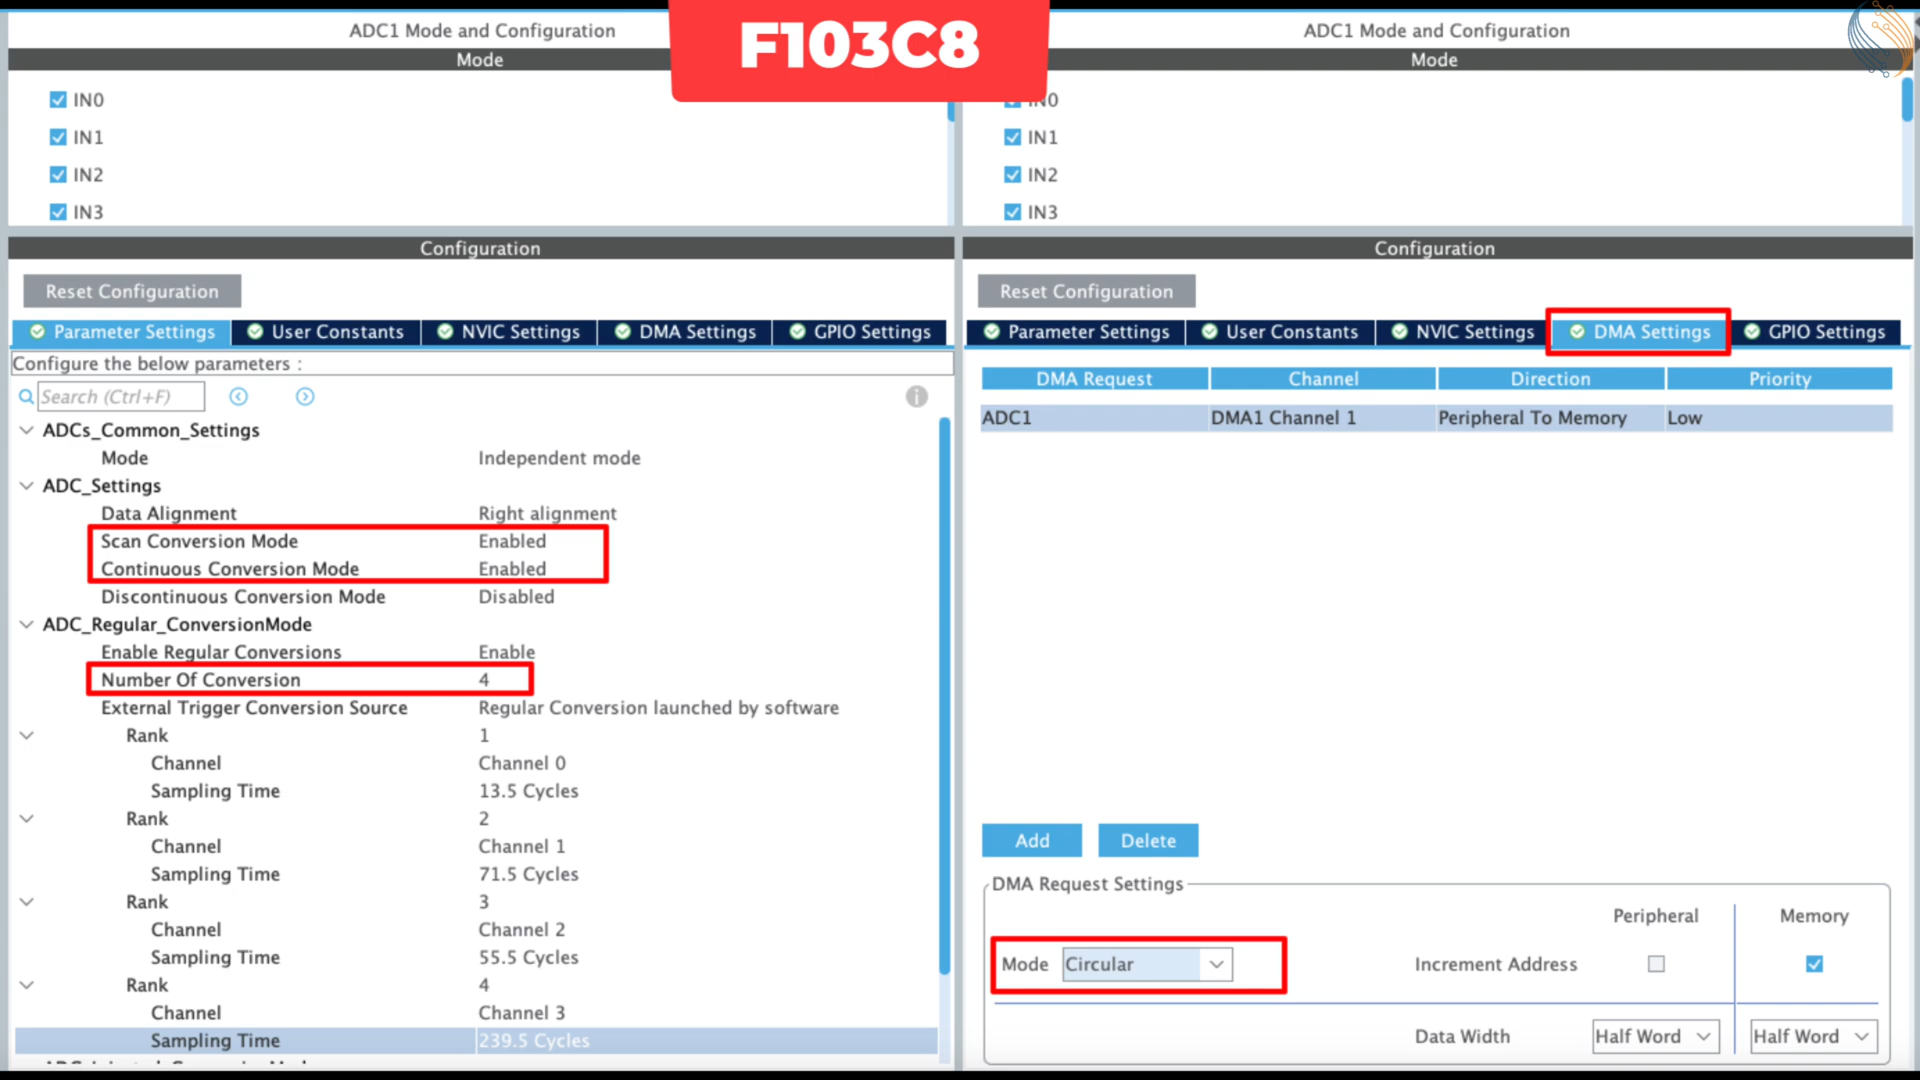 F103C8
ADC1 Mode and Configuration
Mode
IN0
IN1
IN2
IN3
Configuration
Reset Configuration
Parameter Settings User Constants NVIC Settings DMA Settings GPIO Settings
Configure the below parameters :
Search (Ctrl+F)
ADCs_Common_Settings
Mode Independent mode
ADC_Settings
Data Alignment Right alignment
Scan Conversion Mode Enabled
Continuous Conversion Mode Enabled
Discontinuous Conversion Mode Disabled
ADC_Regular_ConversionMode
Enable Regular Conversions Enable
Number Of Conversion 4
External Trigger Conversion Source Regular Conversion launched by software
Rank 1
Channel Channel 0
Sampling Time 13.5 Cycles
Rank 2
Channel Channel 1
Sampling Time 71.5 Cycles
Rank 3
Channel Channel 2
Sampling Time 55.5 Cycles
Rank 4
Channel Channel 3
Sampling Time 239.5 Cycles
ADC1 Mode and Configuration
Mode
IN0
IN1
IN2
IN3
Configuration
Reset Configuration
Parameter Settings User Constants NVIC Settings DMA Settings GPIO Settings
DMA Request Channel Direction Priority
ADC1 DMA1 Channel 1 Peripheral To Memory Low
Add Delete
DMA Request Settings
Peripheral Memory
Mode Circular Increment Address
Data Width Half Word Half Word